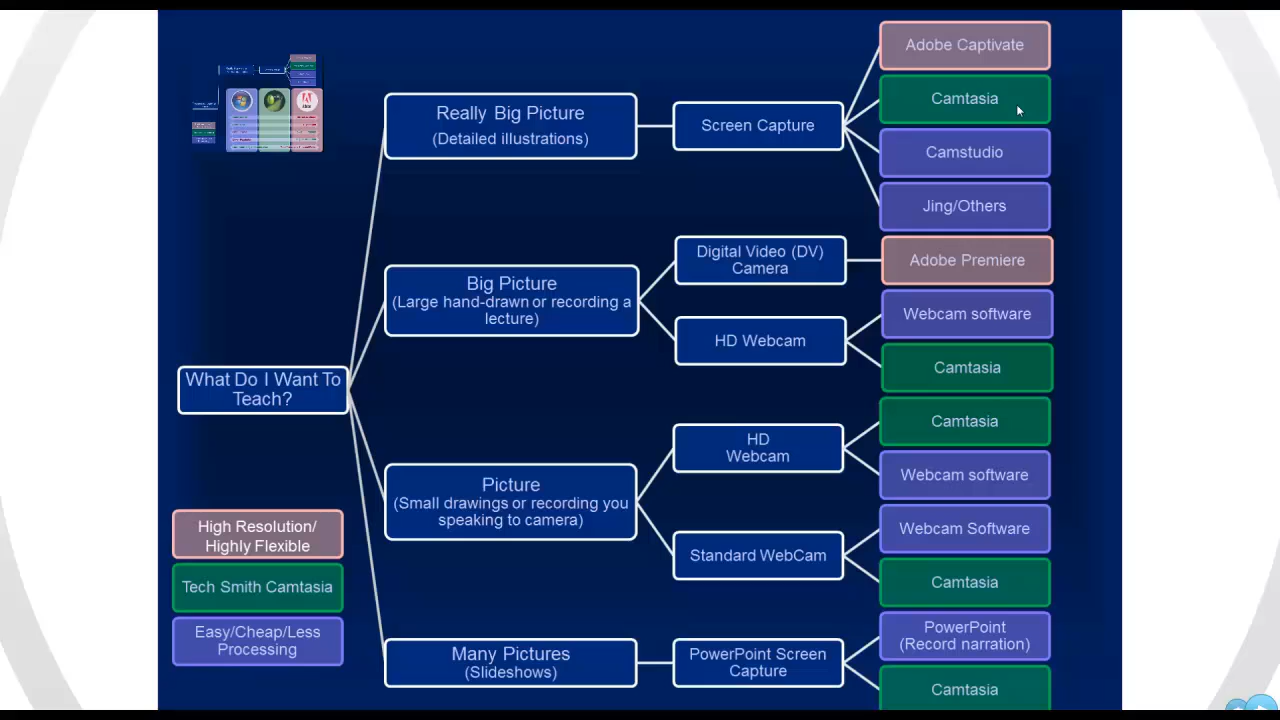 Adobe Captivate
Really Big Picture
(Detailed illustrations)
Screen Capture
Camtasia
Camstudio
Jing/Others
Big Picture
(Large hand-drawn or recording a
lecture)
Digital Video (DV)
Camera
Adobe Premiere
HD Webcam
Webcam software
Camtasia
What Do I Want To
Teach?
Picture
(Small drawings or recording you
speaking to camera)
HD
Webcam
Camtasia
Webcam software
Standard WebCam
Webcam Software
Camtasia
High Resolution/
Highly Flexible
Tech Smith Camtasia
Easy/Cheap/Less
Processing
Many Pictures
(Slideshows)
PowerPoint Screen
Capture
PowerPoint
(Record narration)
Camtasia